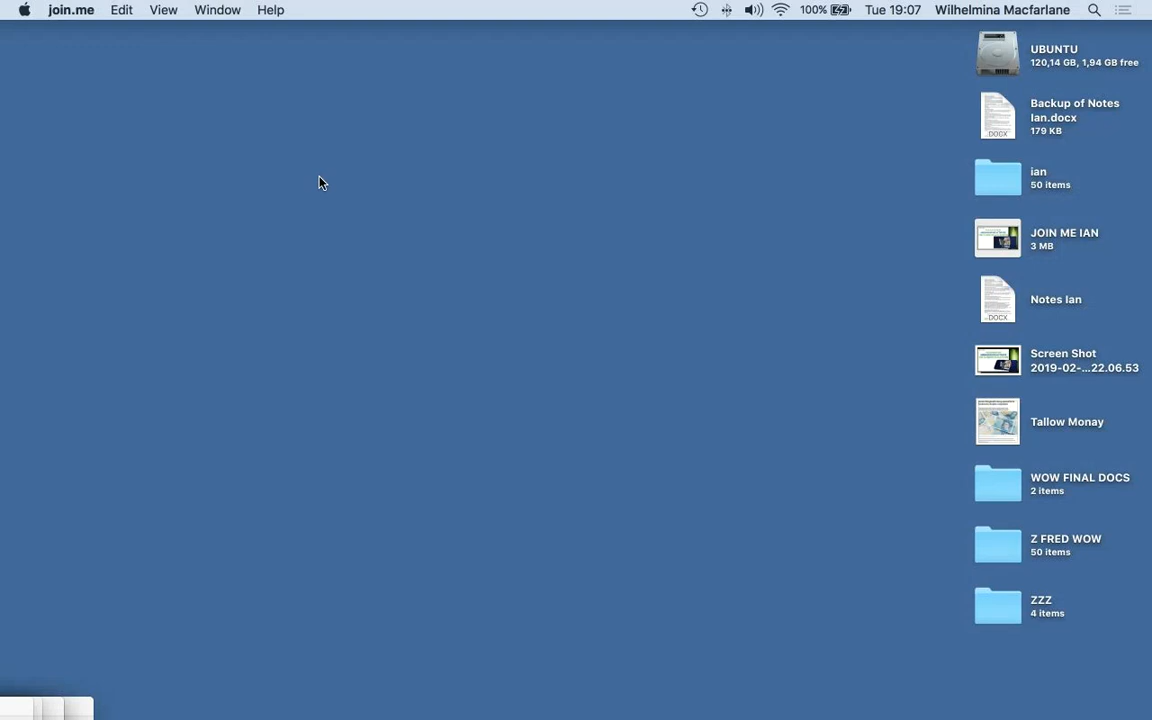 join.me Edit View Window Help 100% Tue 19:07 Wilhelmina Macfarlane
UBUNTU
120,14 GB, 1,94 GB free
Backup of Notes
Ian.docx
179 KB
DOCX
ian
50 items
JOIN ME IAN
3 MB
Notes Ian
DOCX
Screen Shot
2019-02-...22.06.53
Tallow Monay
WOW FINAL DOCS
2 items
Z FRED WOW
50 items
ZZZ
4 items